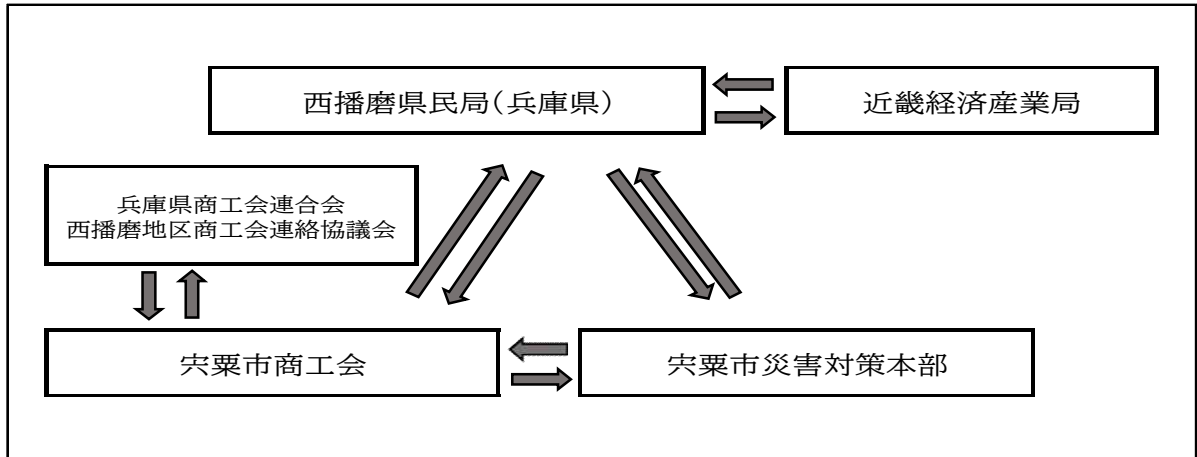 西播磨県民局(兵庫県)
近畿経済産業局
兵庫県商工会連合会
西播磨地区商工会連絡協議会
宍粟市商工会
宍粟市災害対策本部